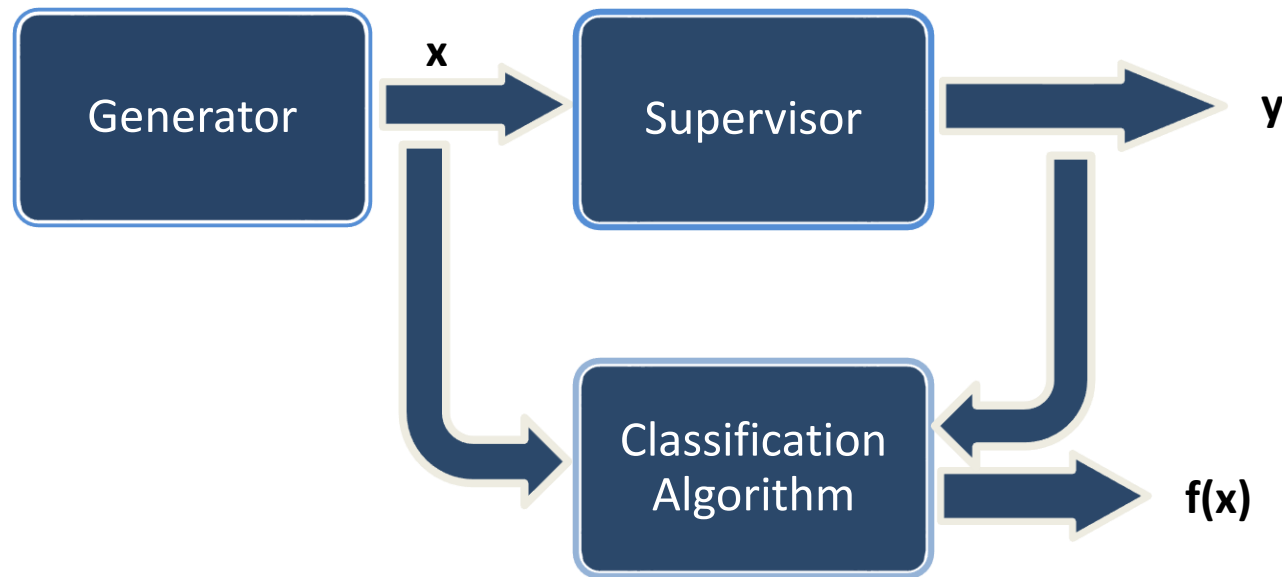 x
Generator
Supervisor
y
Classification
Algorithm
f(x)